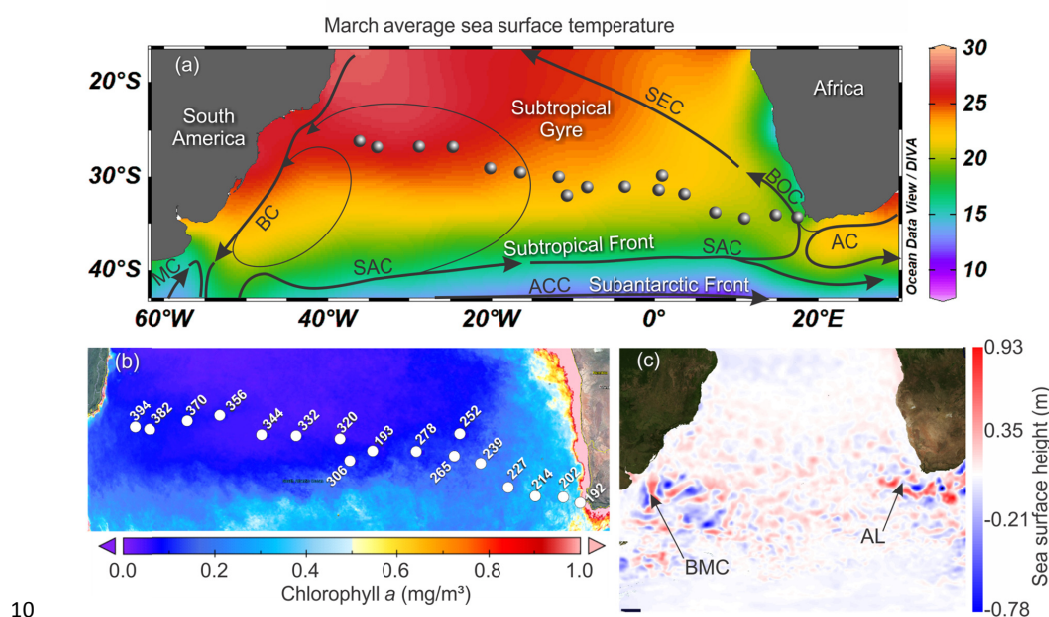 March average sea surface temperature
(a)
20°S
30°S
40°S
South
America
Africa
Subtropical
Gyre
SEC
BOC
BC
MC
SAC
Subtropical Front
SAC
AC
ACC
Subantarctic Front
60°W
40°W
20°W
0°
20°E
30
25
20
15
10
Ocean Data View / DIVA
(b)
394
382
370
356
344
332
320
306
193
278
252
265
239
227
214
202
192
0.0
0.2
0.4
0.6
0.8
1.0
Chlorophyll a (mg/m³)
(c)
BMC
AL
0.93
0.35
-0.21
-0.78
Sea surface height (m)
10